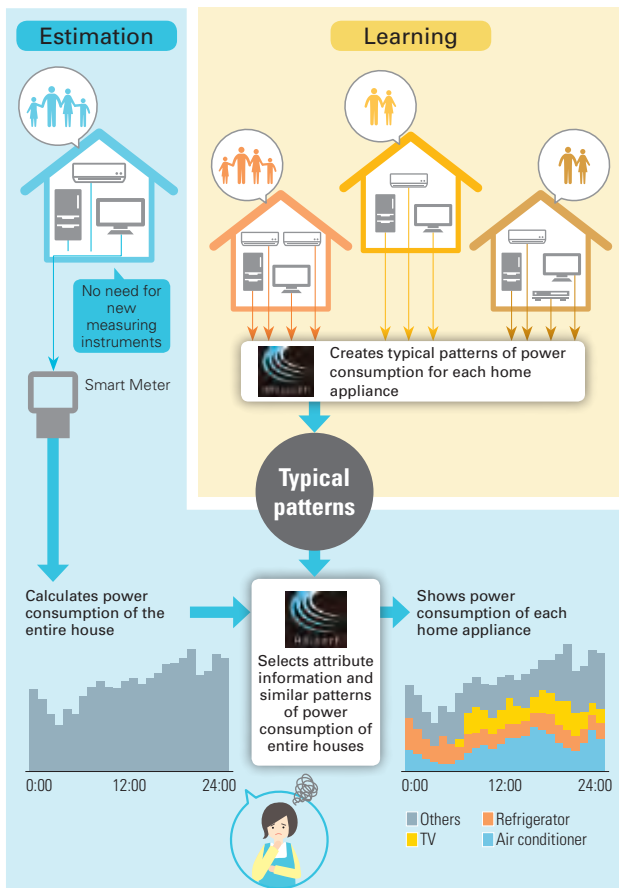 Estimation
Learning
No need for
new
measuring
instruments
Smart Meter
Creates typical patterns of power
consumption for each home
appliance
Typical
patterns
Calculates power
consumption of the
entire house
Selects attribute
information and
similar patterns
of power
consumption of
entire houses
Shows power
consumption of each
home appliance
0:00 12:00 24:00
0:00 12:00 24:00
Others Refrigerator
TV Air conditioner